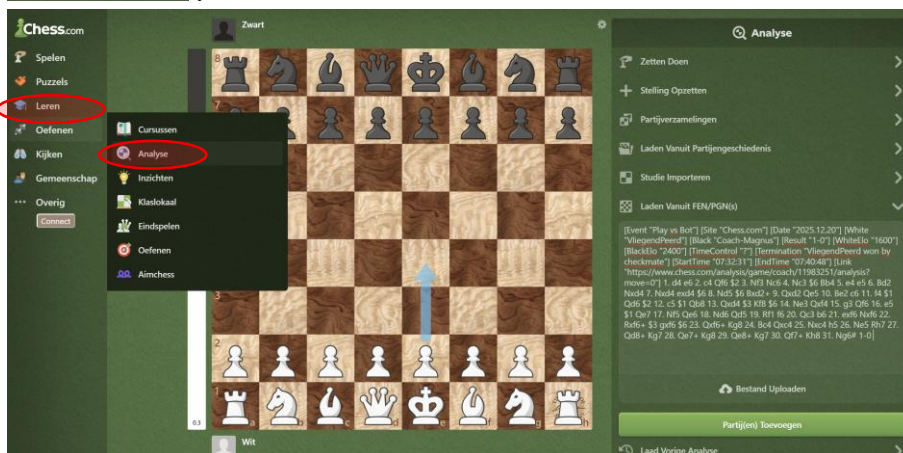 Chess.com
Spelen
Puzzels
Leren
Oefenen
Kijken
Gemeenschap
Overig
Connect
Cursussen
Analyse
Inzichten
Klaslokaal
Eindspelen
Oefenen
Aimchess
Zwart
8
7
3
2
1
a b c d e f g h
0.3
Wit
Analyse
Zetten Doen
Stelling Opzetten
Partijverzamelingen
Laden Vanuit Partijengeschiedenis
Studie Importeren
Laden Vanuit FEN/PGN(s)
[Event "Play vs Bot"] [Site "Chess.com"] [Date "2025.12.20"] [White
"VliegendPeerd"] [Black "Coach-Magnus"] [Result "1-0"] [WhiteElo "1600"]
[BlackElo "2400"] [TimeControl "?"] [Termination "VliegendPeerd won by
checkmate"] [StartTime "07:32:31"] [EndTime "07:40:48"] [Link
"https://www.chess.com/analysis/game/coach/11983251/analysis?
move=0"] 1. d4 e6 2. c4 Qf6 $2 3. Nf3 Nc6 4. Nc3 $6 Bb4 5. e4 e5 6. Bd2
Nxd4 7. Nxd4 exd4 $6 8. Nd5 $6 Bxd2+ 9. Qxd2 Qe5 10. Be2 c6 11. f4 $1
Qd6 $2 12. c5 $1 Qb8 13. Qxd4 $3 Kf8 $6 14. Ne3 Qxf4 15. g3 Qf6 16. e5
$1 Qe7 17. Nf5 Qe6 18. Nd6 Qd5 19. Rf1 f6 20. Qc3 b6 21. exf6 Nxf6 22.
Rxf6+ $3 gxf6 $6 23. Qxf6+ Kg8 24. Bc4 Qxc4 25. Nxc4 h5 26. Ne5 Rh7 27.
Qd8+ Kg7 28. Qe7+ Kg8 29. Qe8+ Kg7 30. Qf7+ Kh8 31. Ng6# 1-0
Bestand Uploaden
Partij(en) Toevoegen
Laad Vorige Analyse